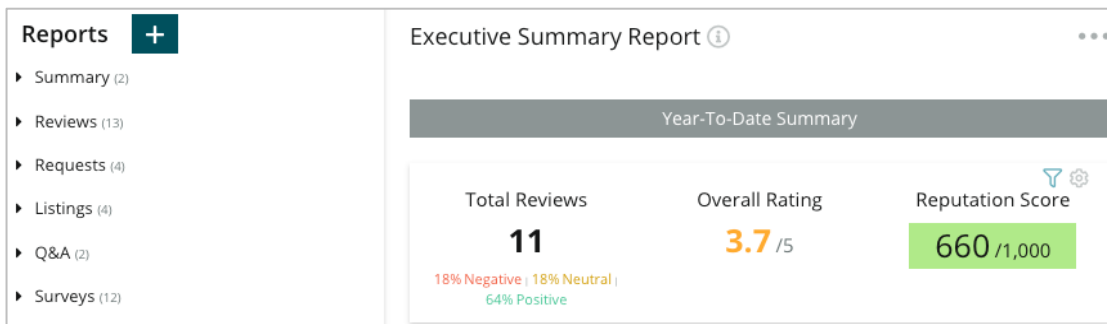 Reports +
Summary (2)
Reviews (13)
Requests (4)
Listings (4)
Q&A (2)
Surveys (12)
Executive Summary Report
Year-To-Date Summary
Total Reviews
11
18% Negative | 18% Neutral |
64% Positive
Overall Rating
3.7 /5
Reputation Score
660 /1,000